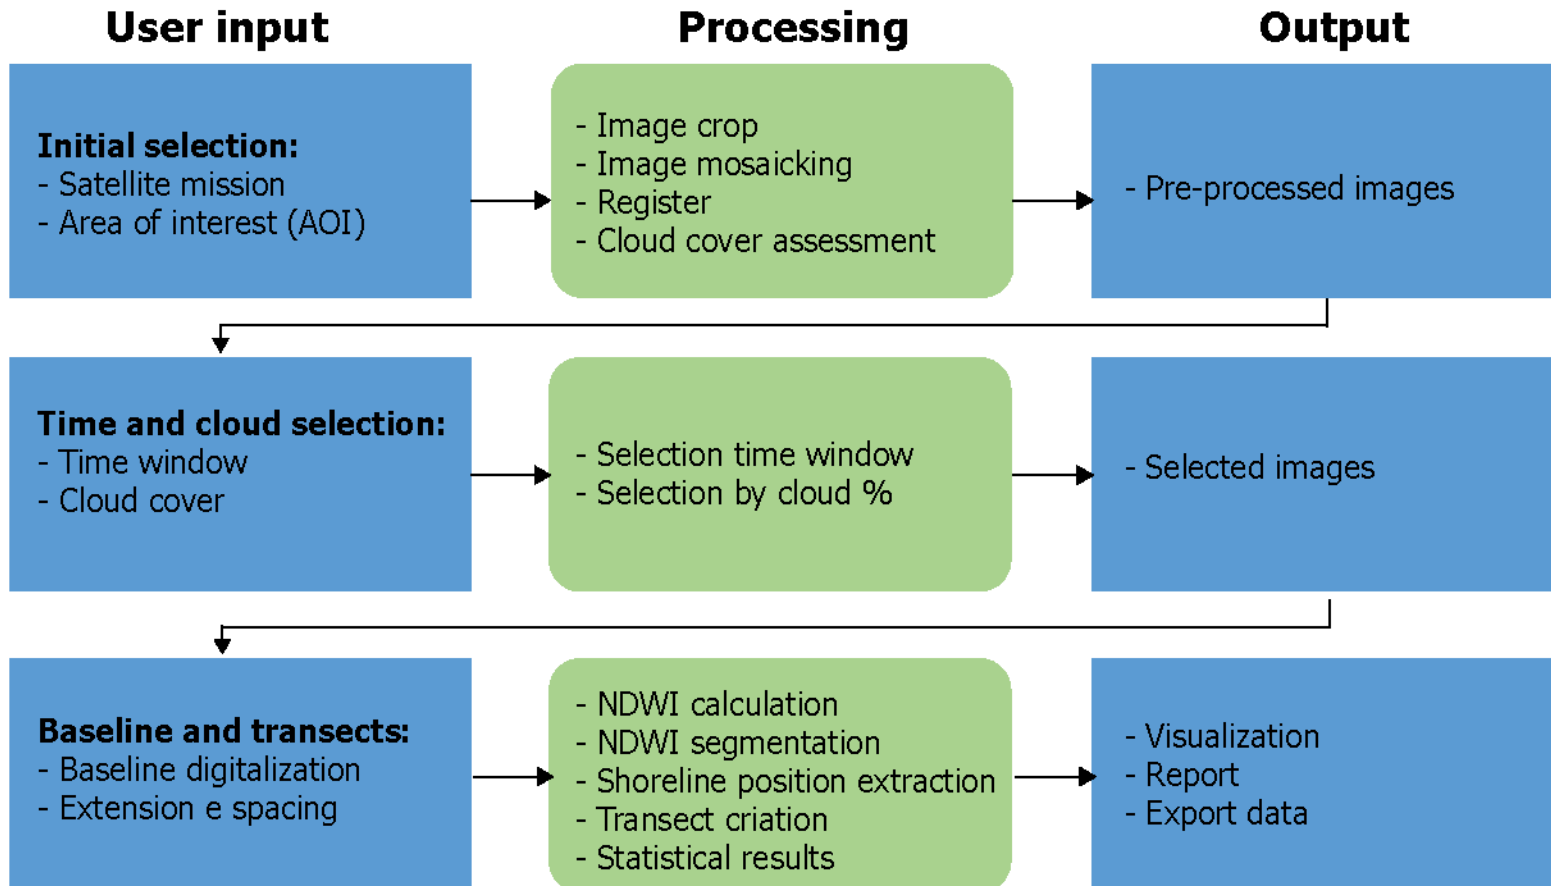 User input
Processing
Output
Initial selection:
- Satellite mission
- Area of interest (AOI)
- Image crop
- Image mosaicking
- Register
- Cloud cover assessment
- Pre-processed images
Time and cloud selection:
- Time window
- Cloud cover
- Selection time window
- Selection by cloud %
- Selected images
Baseline and transects:
- Baseline digitalization
- Extension e spacing
- NDWI calculation
- NDWI segmentation
- Shoreline position extraction
- Transect criation
- Statistical results
- Visualization
- Report
- Export data